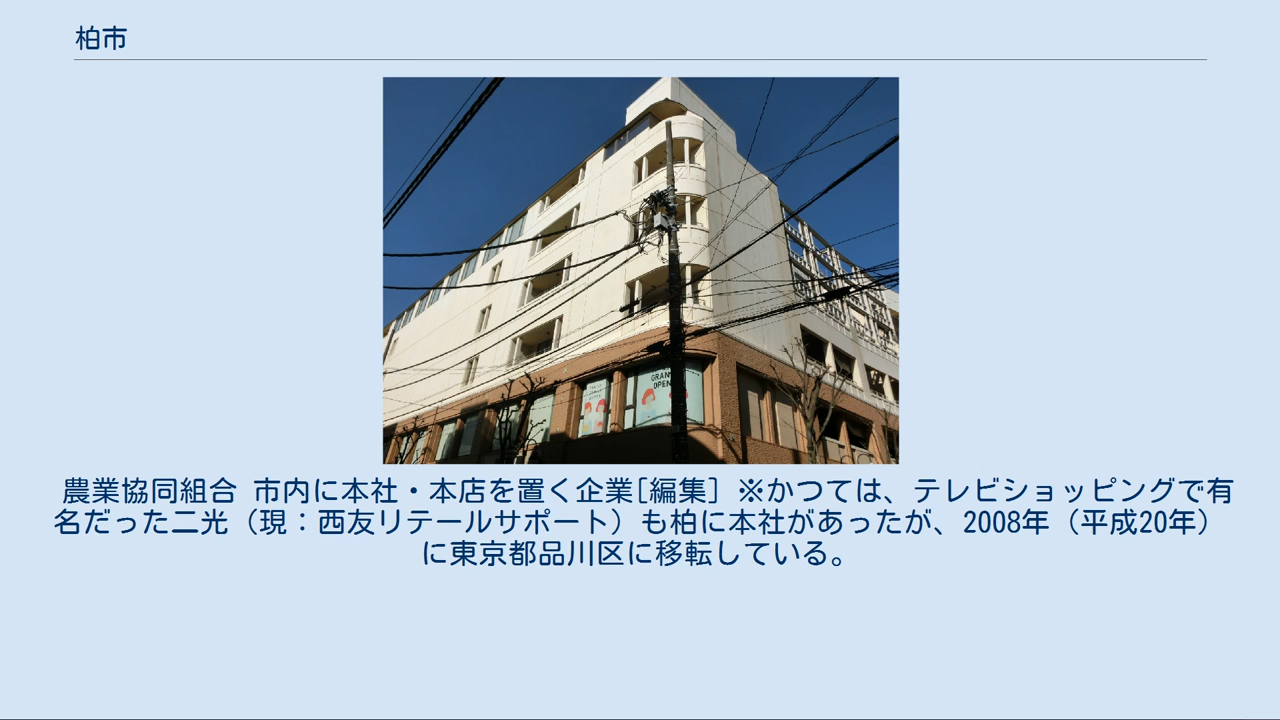 柏市
GRAND
OPEN
農業協同組合 市内に本社・本店を置く企業[編集] ※かつては、テレビショッピングで有
名だった二光（現：西友リテールサポート）も柏に本社があったが、2008年（平成20年）
に東京都品川区に移転している。